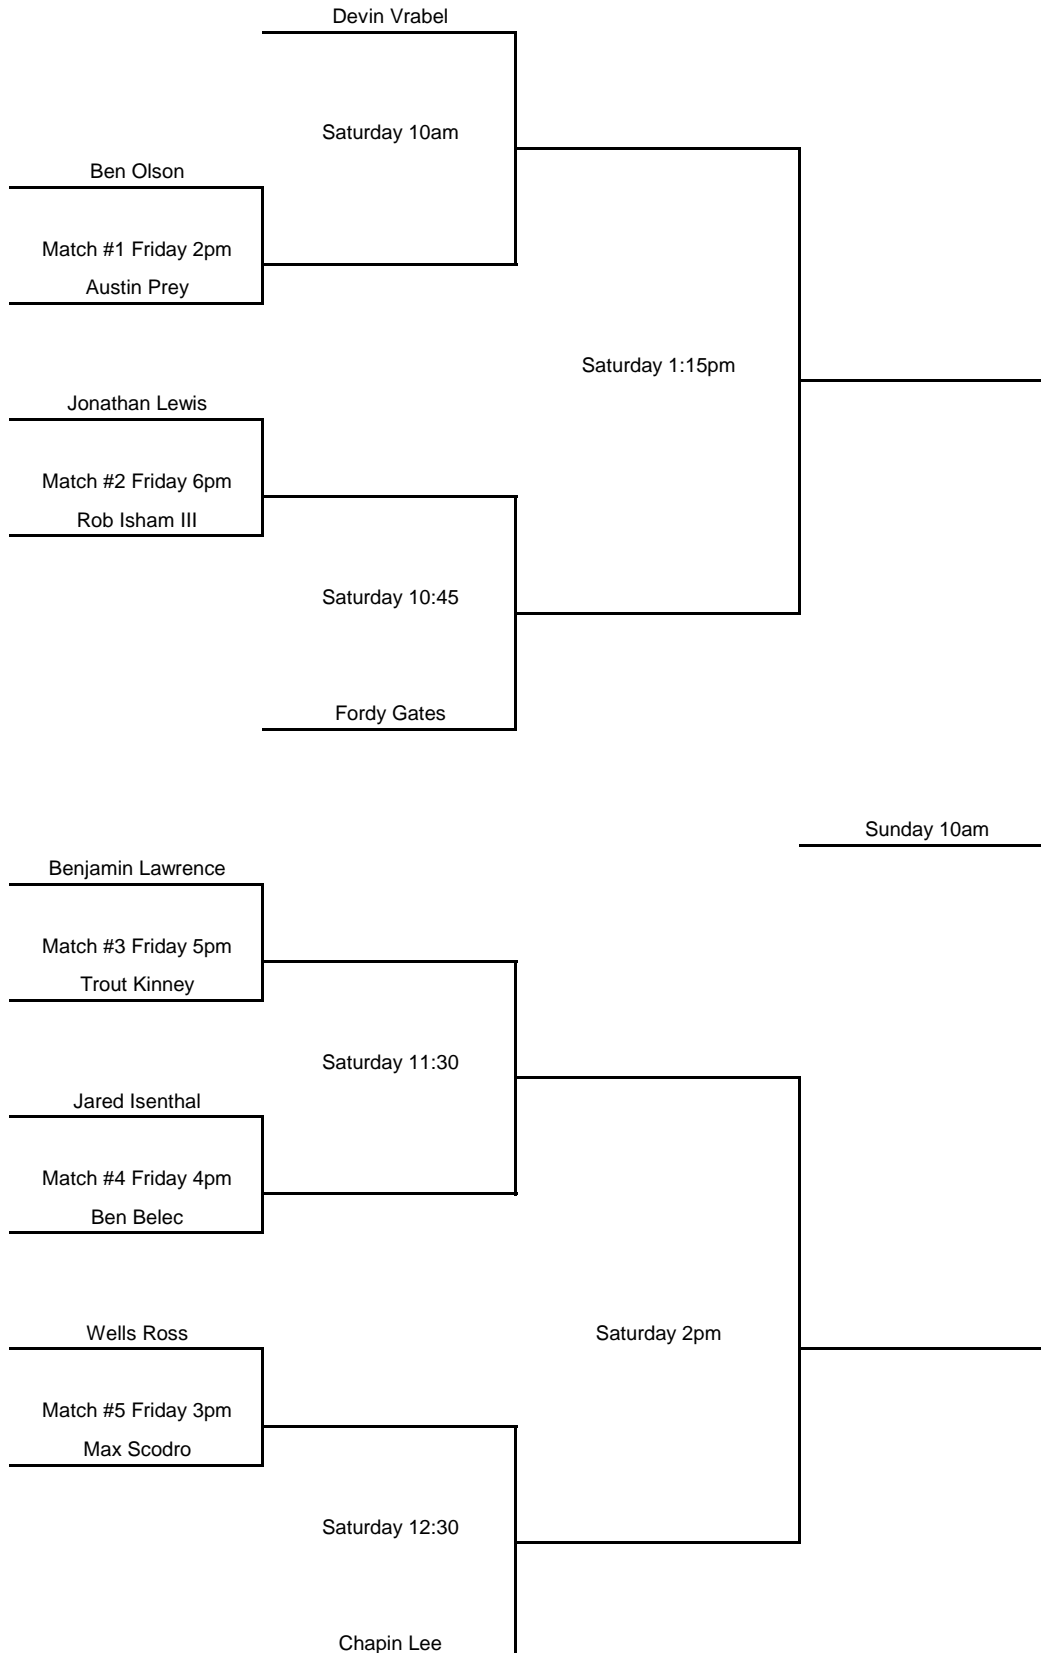 Devin Vrabel
Saturday 10am
Ben Olson
Match #1 Friday 2pm
Austin Prey
Saturday 1:15pm
Jonathan Lewis
Match #2 Friday 6pm
Rob Isham III
Saturday 10:45
Fordy Gates
Sunday 10am
Benjamin Lawrence
Match #3 Friday 5pm
Trout Kinney
Saturday 11:30
Jared Isenthal
Match #4 Friday 4pm
Ben Belec
Wells Ross
Saturday 2pm
Match #5 Friday 3pm
Max Scodro
Saturday 12:30
Chapin Lee